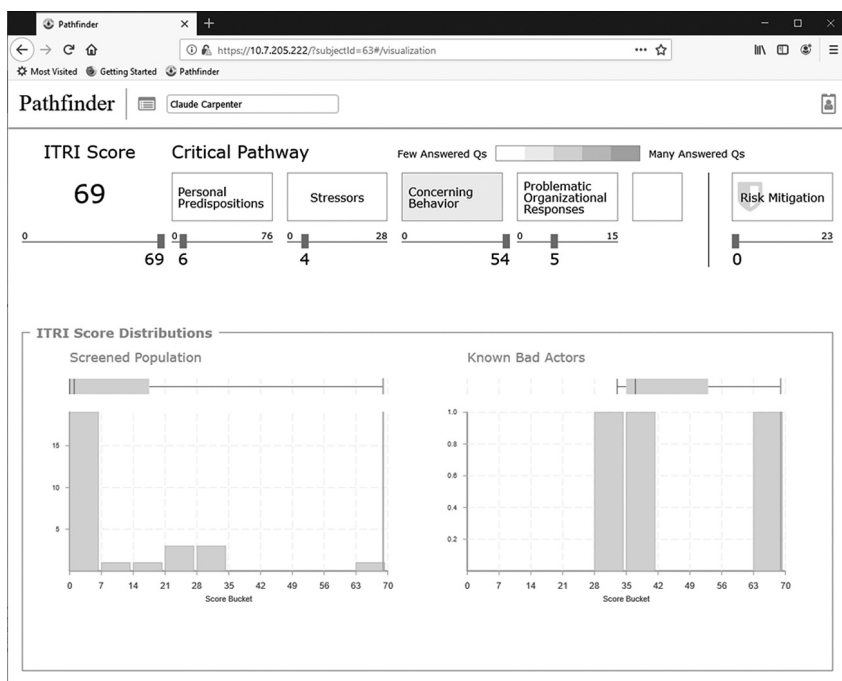 Pathfinder
https://10.7.205.222/?subjectId=63#/visualization
Most Visited Getting Started Pathfinder
Pathfinder Claude Carpenter
ITRI Score Critical Pathway Few Answered Qs Many Answered Qs
69
Personal
Predispositions
Stressors
Concerning
Behavior
Problematic
Organizational
Responses
Risk Mitigation
0 0 76 0 28 0 0 15 23
69 6 4 54 5 0
ITRI Score Distributions
Screened Population
15
10
5
0 7 14 21 28 35 42 49 56 63 70
Score Bucket
Known Bad Actors
1.0
0.8
0.6
0.4
0.2
0 7 14 21 28 35 42 49 56 63 70
Score Bucket